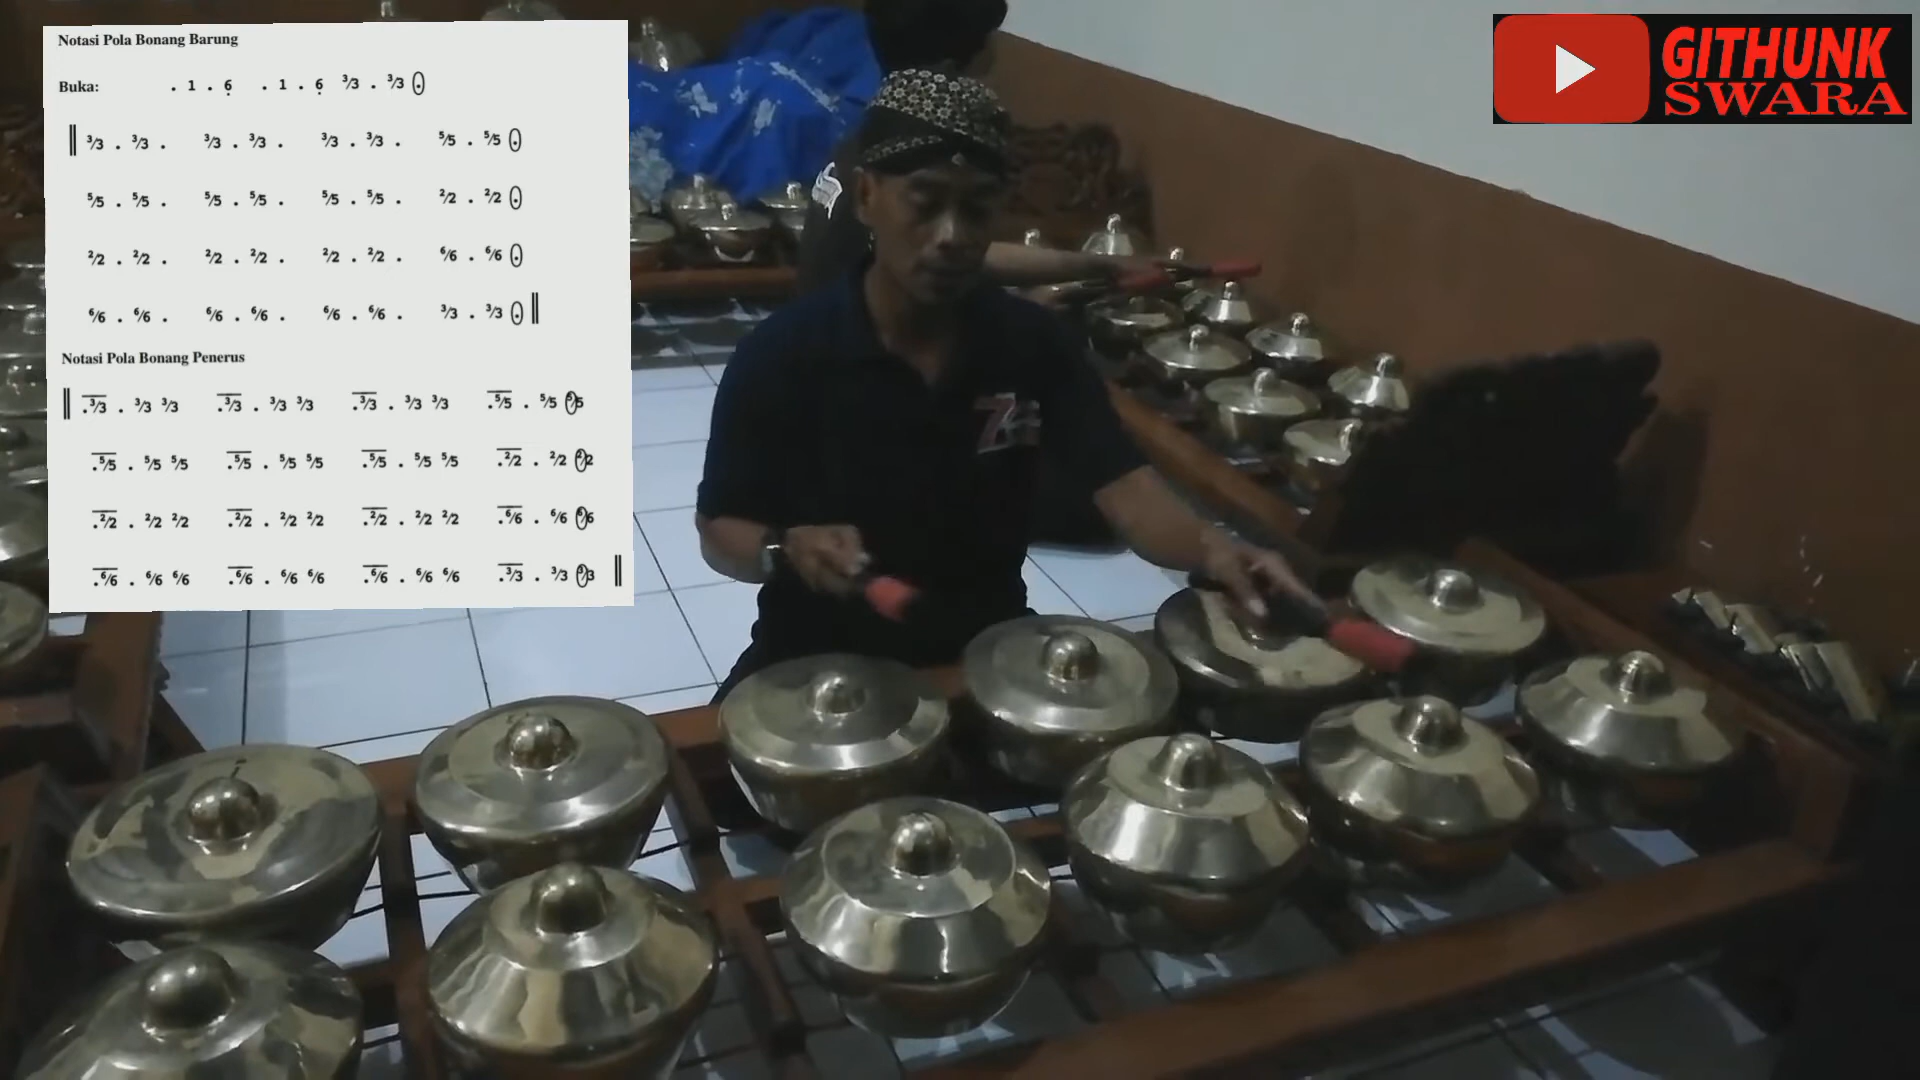 Notasi Pola Bonang Barung
Buka: . 1 . 6̣ . 1 . 6̣ 3/3 . 3/3 (.)
‖ 3/3 . 3/3 . 3/3 . 3/3 . 3/3 . 3/3 . 5/5 . 5/5 (.)
5/5 . 5/5 . 5/5 . 5/5 . 5/5 . 5/5 . 2/2 . 2/2 (.)
2/2 . 2/2 . 2/2 . 2/2 . 2/2 . 2/2 . 6/6 . 6/6 (.)
6/6 . 6/6 . 6/6 . 6/6 . 6/6 . 6/6 . 3/3 . 3/3 (.) ‖
Notasi Pola Bonang Penerus
‖ .3/3 . 3/3 3/3 .3/3 . 3/3 3/3 .3/3 . 3/3 3/3 .5/5 . 5/5 (5)/5
.5/5 . 5/5 5/5 .5/5 . 5/5 5/5 .5/5 . 5/5 5/5 .2/2 . 2/2 (2)/2
.2/2 . 2/2 2/2 .2/2 . 2/2 2/2 .2/2 . 2/2 2/2 .6/6 . 6/6 (6)/6
.6/6 . 6/6 6/6 .6/6 . 6/6 6/6 .6/6 . 6/6 6/6 .3/3 . 3/3 (3)/3 ‖
GITHUNK
SWARA